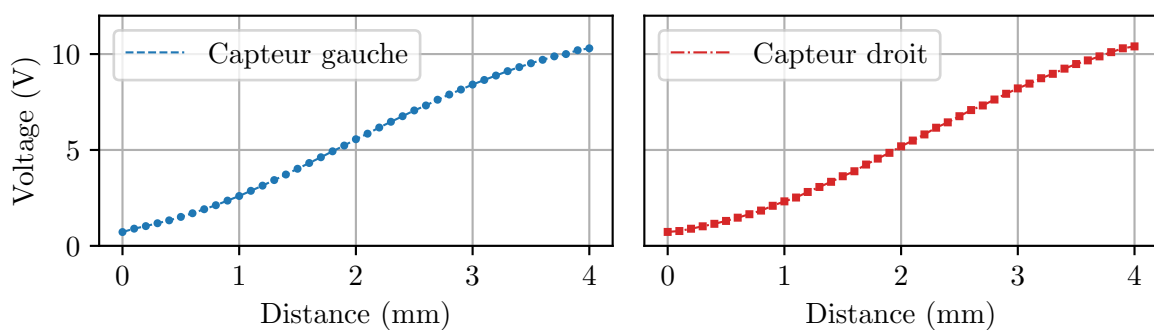 Voltage (V)
10
5
0
Capteur gauche
0 1 2 3 4
Distance (mm)
Capteur droit
0 1 2 3 4
Distance (mm)